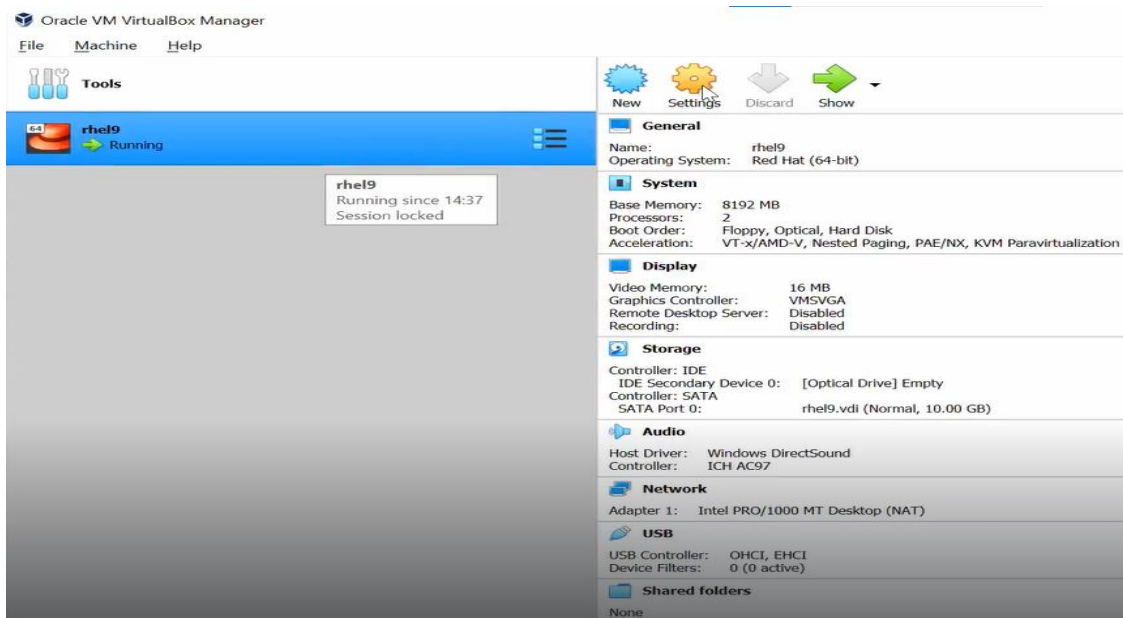 Oracle VM VirtualBox Manager
File Machine Help
Tools
64
rhel9
Running
rhel9
Running since 14:37
Session locked
New Settings Discard Show
General
Name: rhel9
Operating System: Red Hat (64-bit)
System
Base Memory: 8192 MB
Processors: 2
Boot Order: Floppy, Optical, Hard Disk
Acceleration: VT-x/AMD-V, Nested Paging, PAE/NX, KVM Paravirtualization
Display
Video Memory: 16 MB
Graphics Controller: VMSVGA
Remote Desktop Server: Disabled
Recording: Disabled
Storage
Controller: IDE
IDE Secondary Device 0: [Optical Drive] Empty
Controller: SATA
SATA Port 0: rhel9.vdi (Normal, 10.00 GB)
Audio
Host Driver: Windows DirectSound
Controller: ICH AC97
Network
Adapter 1: Intel PRO/1000 MT Desktop (NAT)
USB
USB Controller: OHCI, EHCI
Device Filters: 0 (0 active)
Shared folders
None